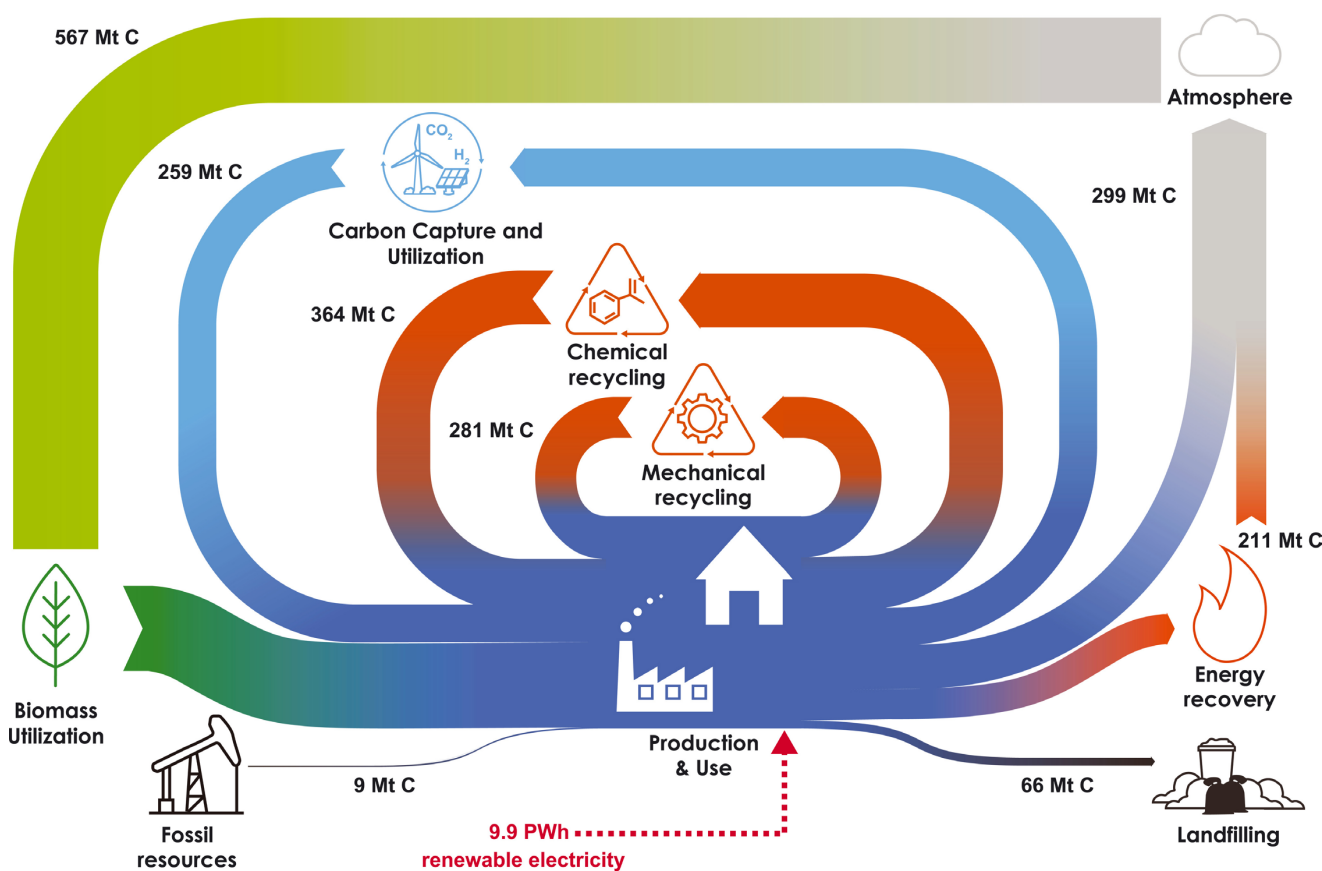 567 Mt C
Atmosphere
CO2
H2
259 Mt C
299 Mt C
Carbon Capture and
Utilization
364 Mt C
Chemical
recycling
281 Mt C
Mechanical
recycling
211 Mt C
Energy
recovery
Biomass
Utilization
Production
& Use
9 Mt C
66 Mt C
Fossil
resources
Landfilling
9.9 PWh
renewable electricity